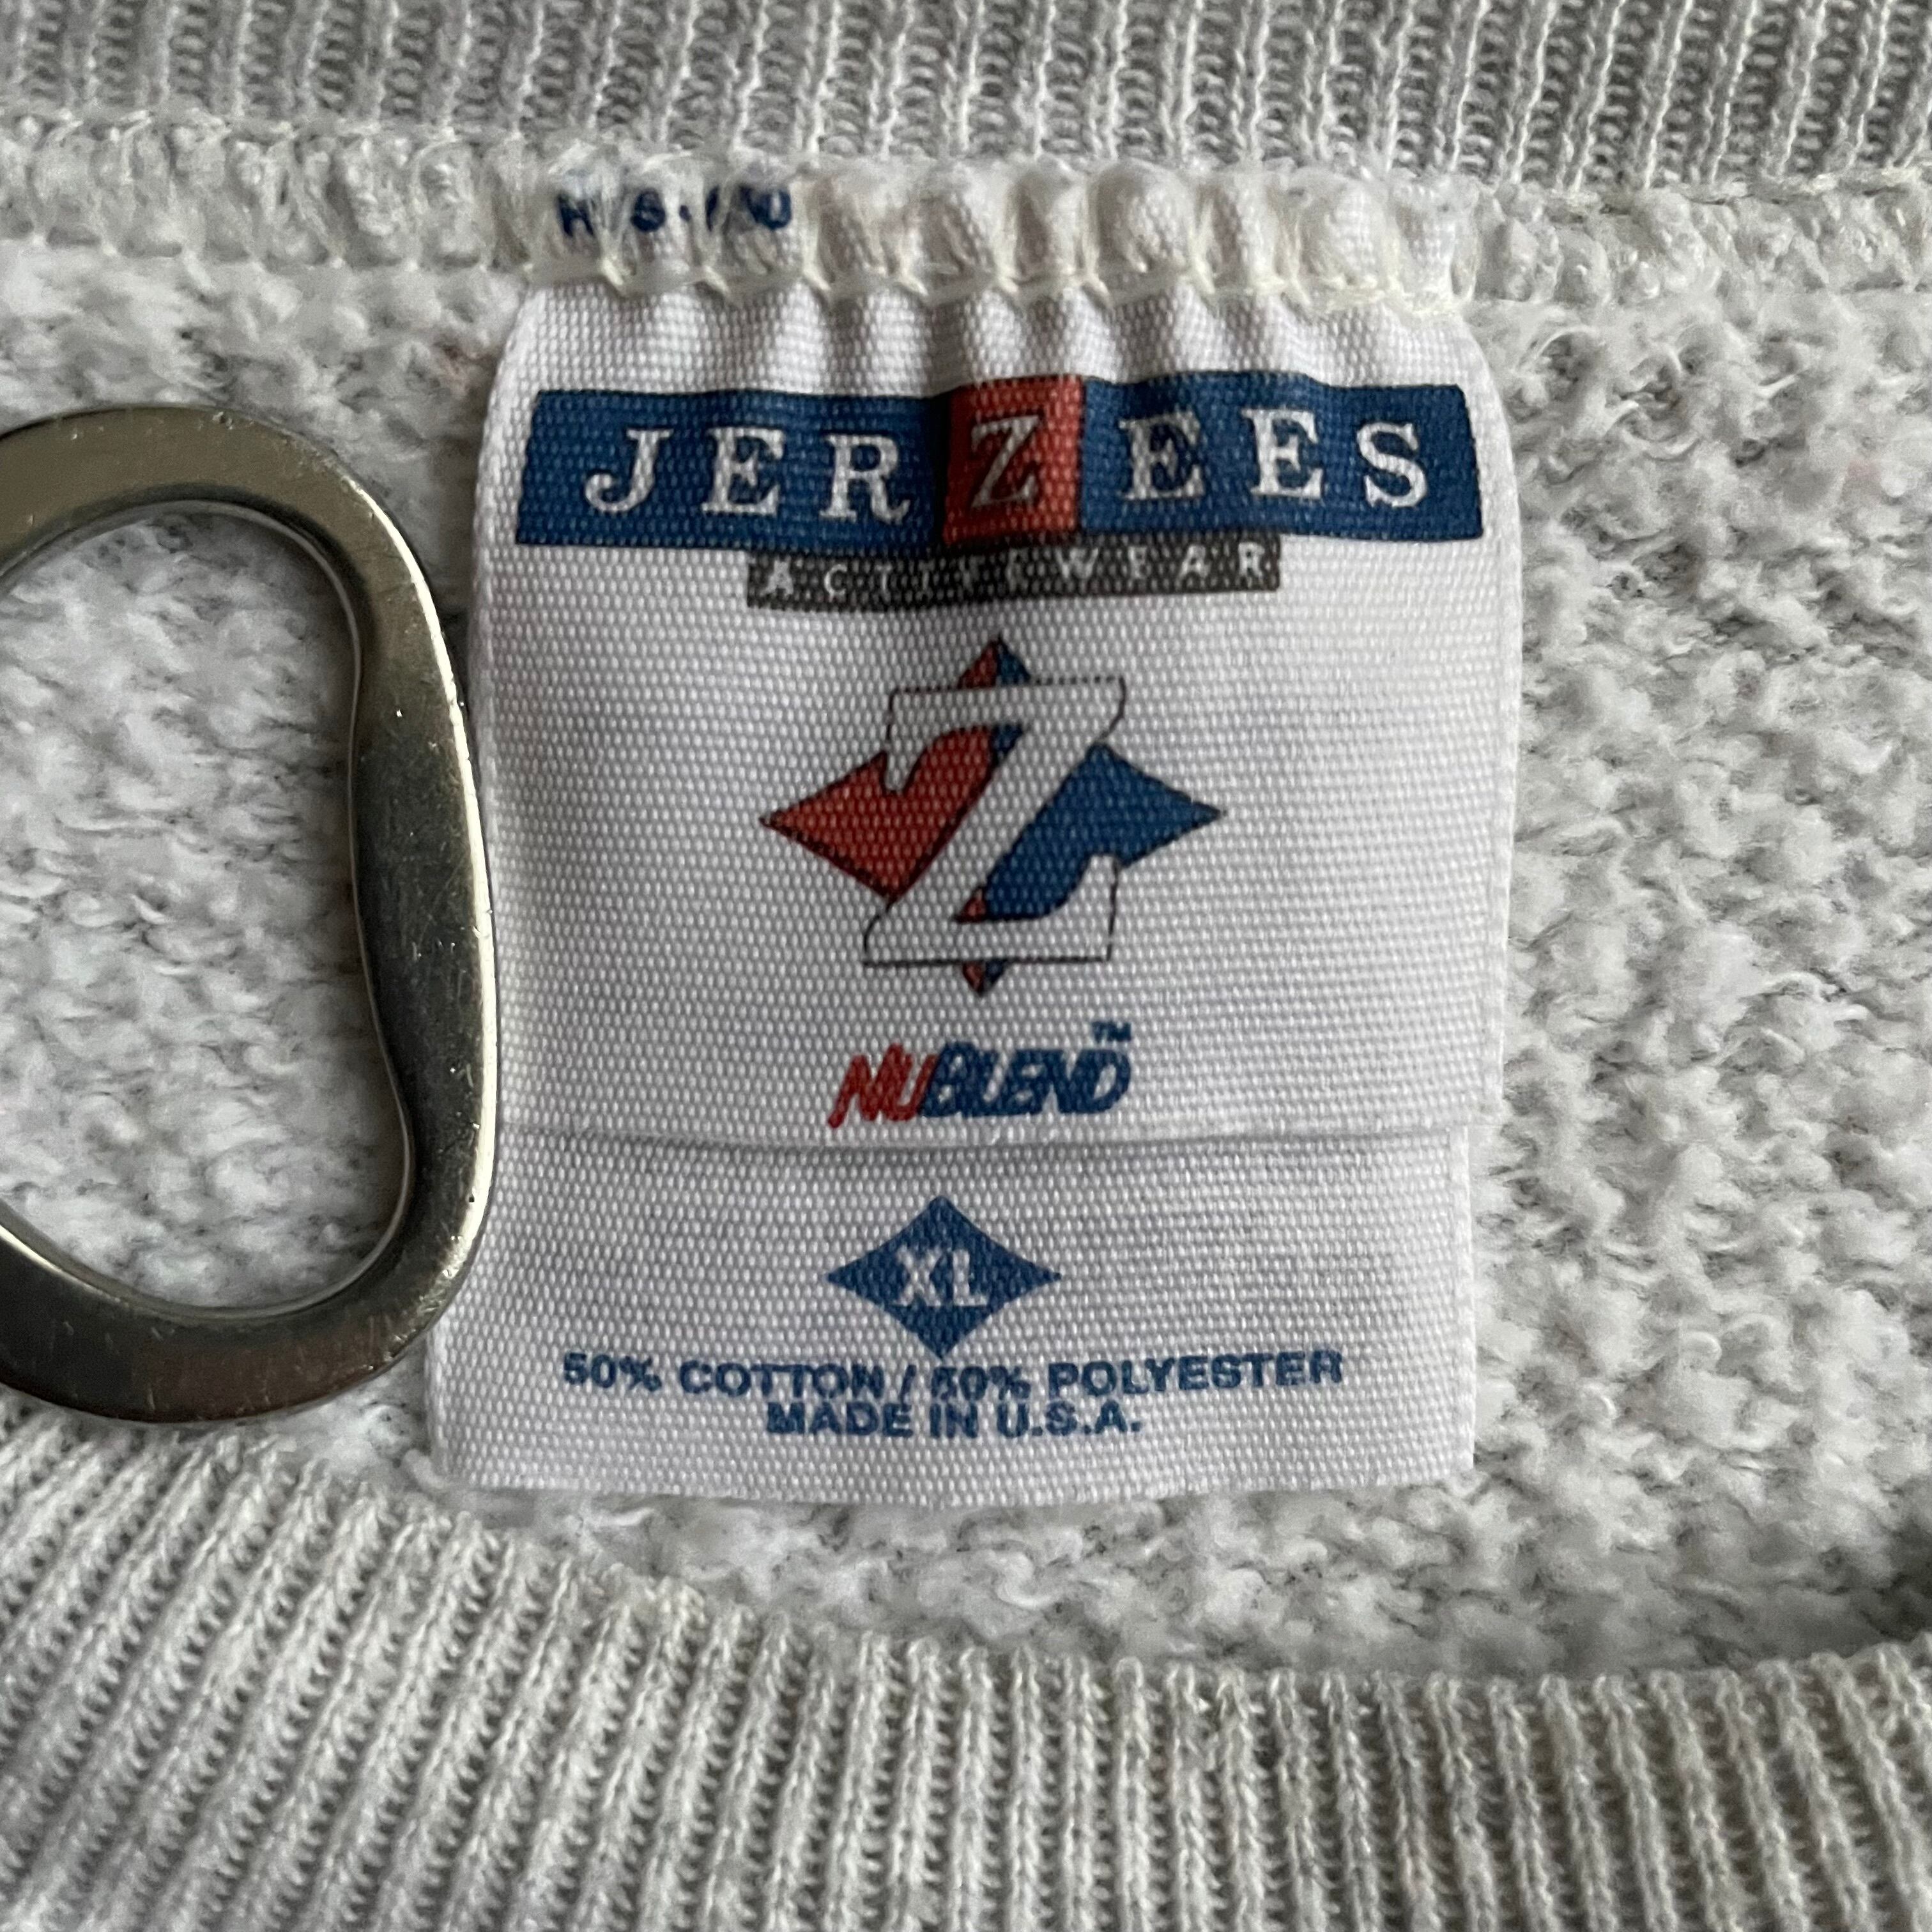 JERZEES
ACTIVEWEAR
Z
NUBLEND™
XL
50% COTTON / 50% POLYESTER
MADE IN U.S.A.